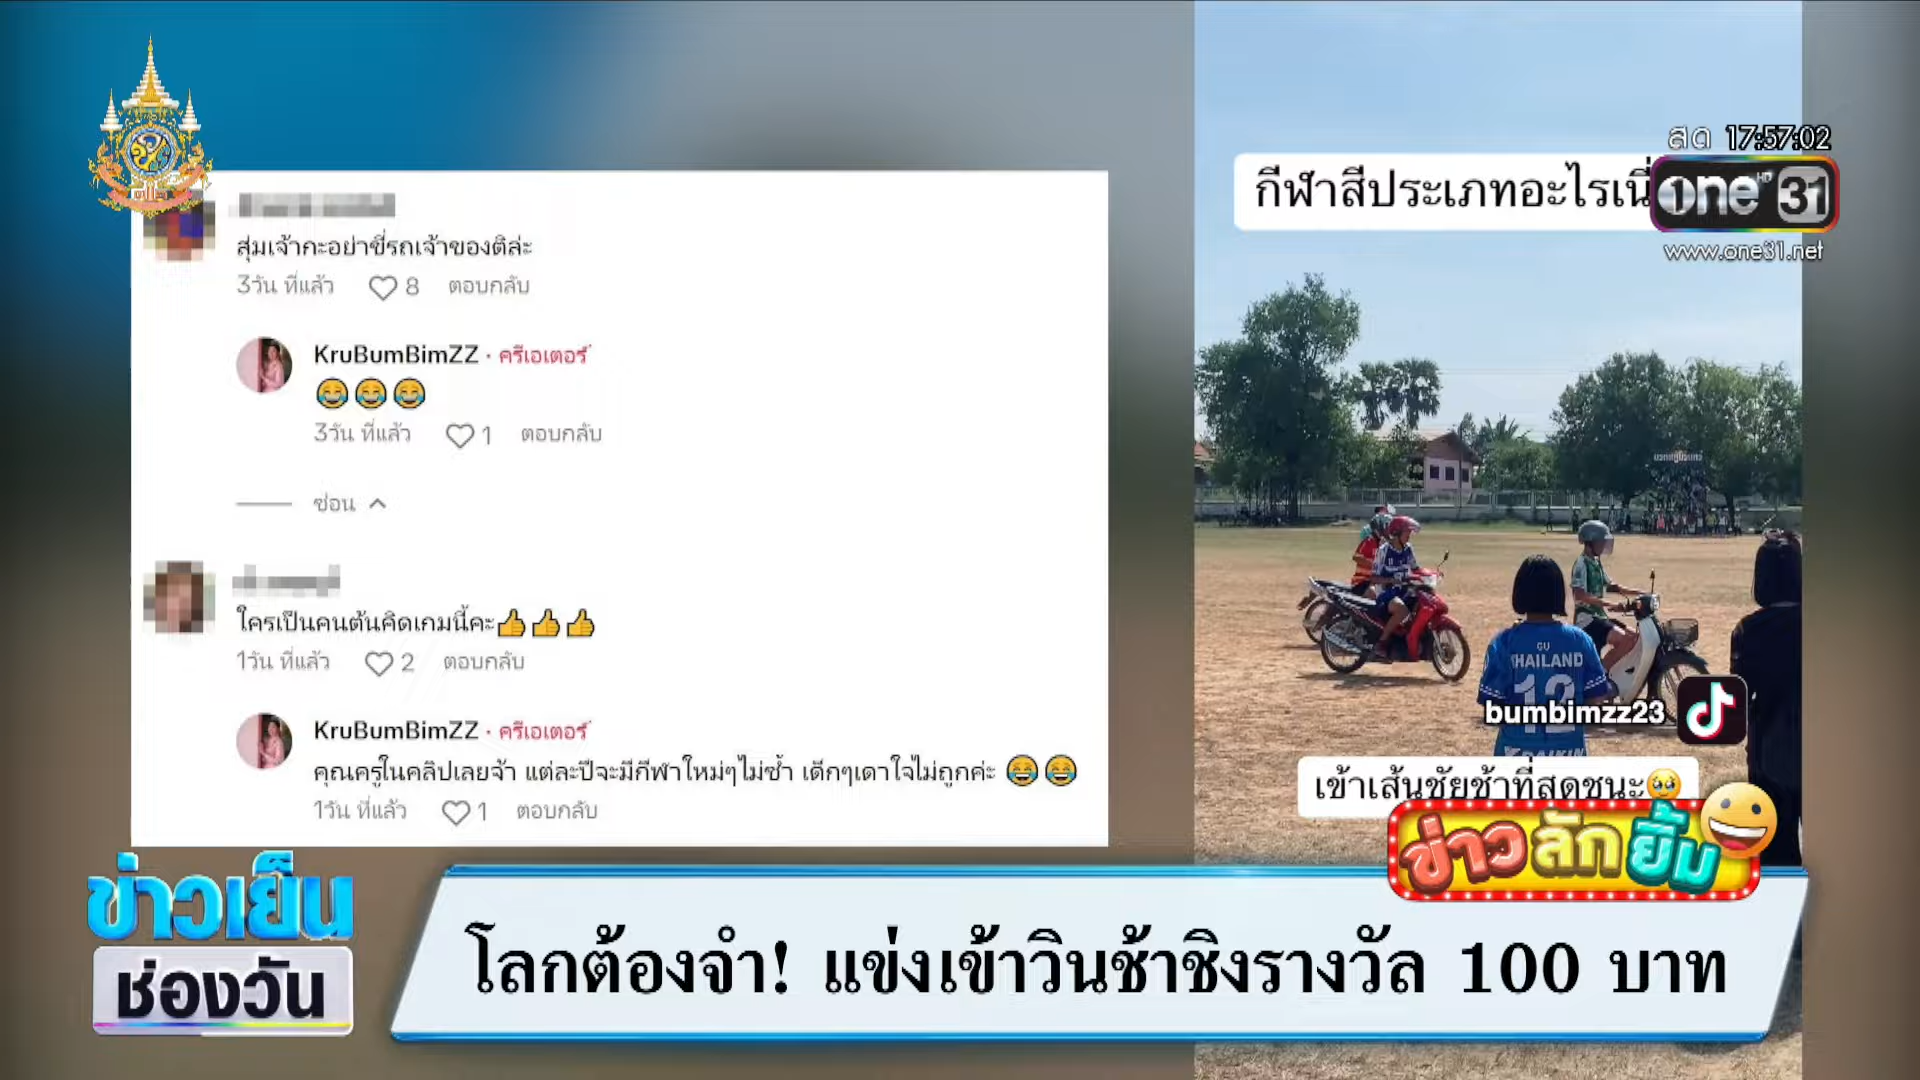 สด 17:57:02
one HD 31
www.one31.net
กีฬาสีประเภทอะไรเนี่
สุ่มเจ้ากะอย่าขี่รถเจ้าของติล่ะ
3วัน ที่แล้ว 8 ตอบกลับ
KruBumBimZZ · ครีเอเตอร์
😂😂😂
3วัน ที่แล้ว 1 ตอบกลับ
ซ่อน
ใครเป็นคนต้นคิดเกมนี้คะ👍👍👍
1วัน ที่แล้ว 2 ตอบกลับ
KruBumBimZZ · ครีเอเตอร์
คุณครูในคลิปเลยจ้า แต่ละปีจะมีกีฬาใหม่ๆไม่ซ้ำ เด็กๆเดาใจไม่ถูกค่ะ 😂😂
1วัน ที่แล้ว 1 ตอบกลับ
GU
THAILAND
12
bumbimzz23
DAIKIN
เข้าเส้นชัยช้าที่สุดชนะ🥹
ข่าวลักยิ้ม
ข่าวเย็น
ช่องวัน
โลกต้องจำ! แข่งเข้าวินช้าชิงรางวัล 100 บาท